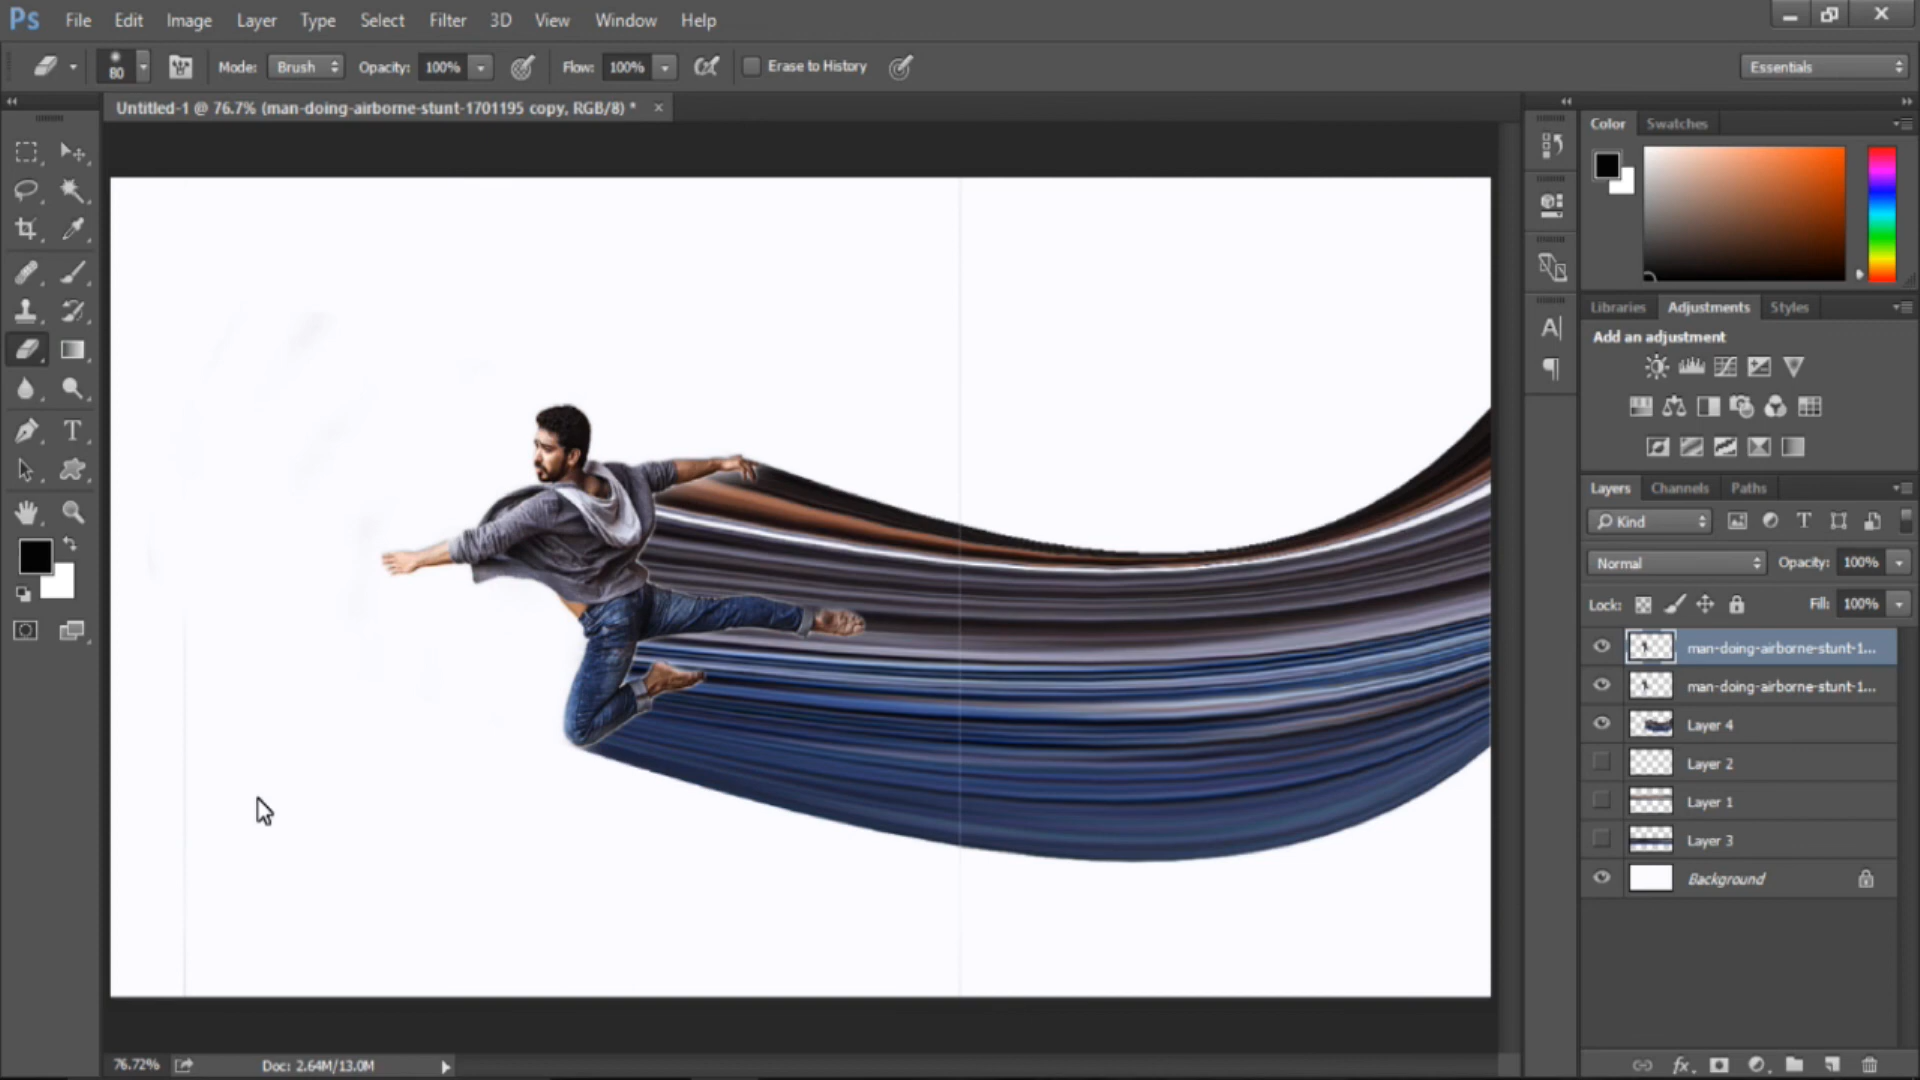 Ps File Edit Image Layer Type Select Filter 3D View Window Help
80 Mode: Brush Opacity: 100% Flow: 100% Erase to History Essentials
Untitled-1 @ 76.7% (man-doing-airborne-stunt-1701195 copy, RGB/8) * ×
Color Swatches
Libraries Adjustments Styles
Add an adjustment
Layers Channels Paths
Kind
Normal Opacity: 100%
Lock: Fill: 100%
man-doing-airborne-stunt-1...
man-doing-airborne-stunt-1...
Layer 4
Layer 2
Layer 1
Layer 3
Background
76.72% Doc: 2.64M/13.0M